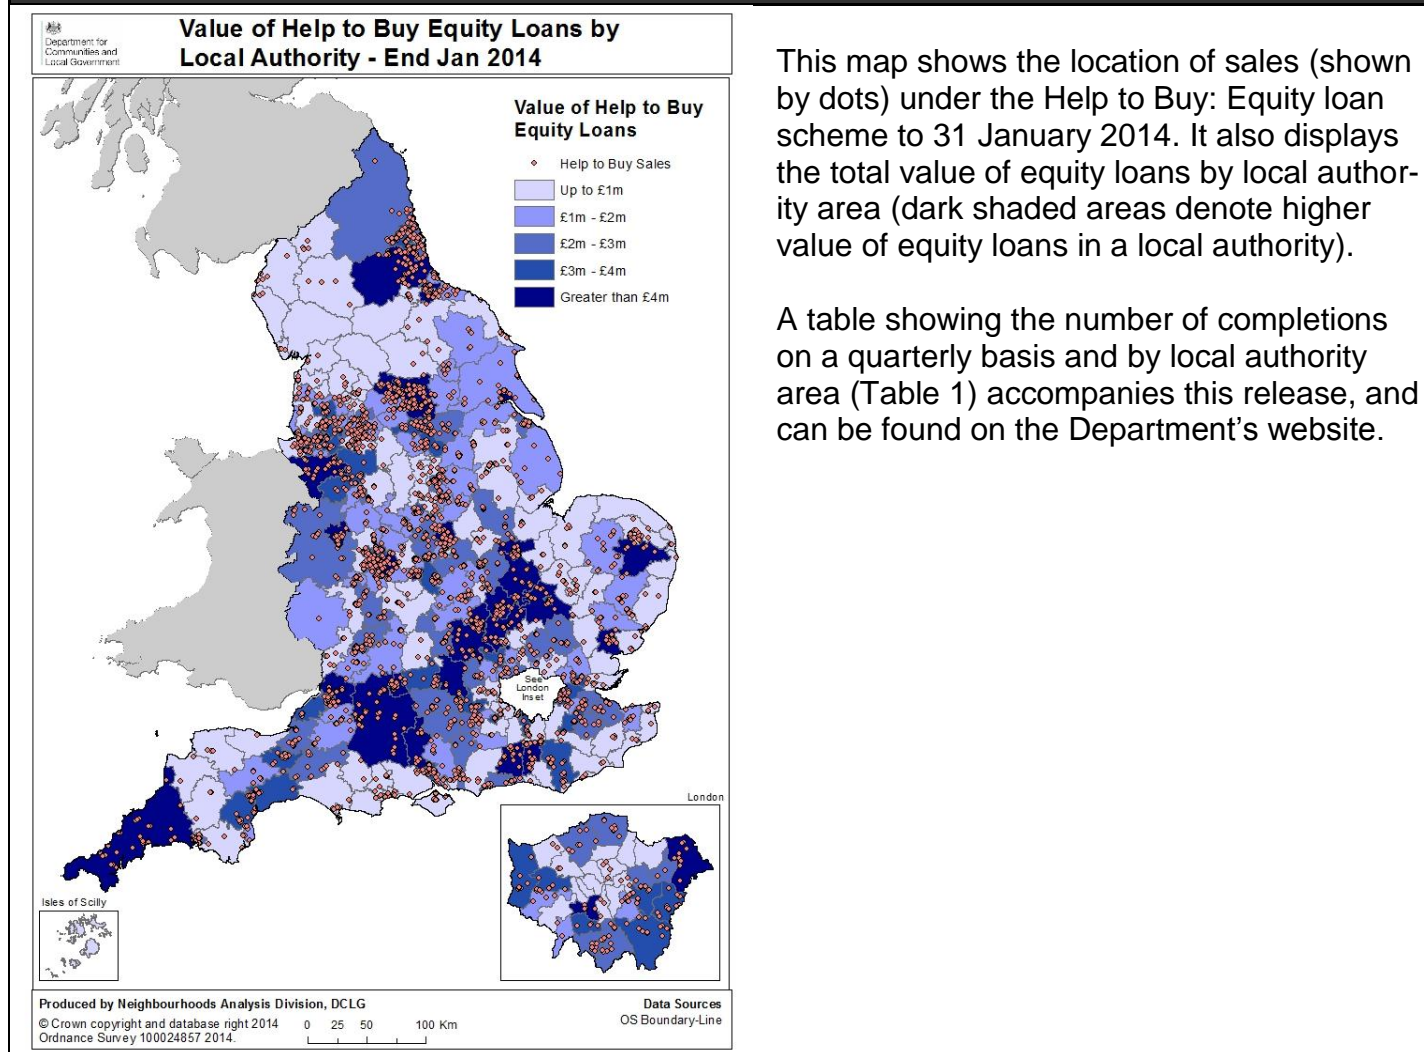 Department for
Communities and
Local Government
Value of Help to Buy Equity Loans by
Local Authority - End Jan 2014
Value of Help to Buy
Equity Loans
Help to Buy Sales
Up to £1m
£1m - £2m
£2m - £3m
£3m - £4m
Greater than £4m
See
London
Inset
London
Isles of Scilly
Produced by Neighbourhoods Analysis Division, DCLG
© Crown copyright and database right 2014
Ordnance Survey 100024857 2014.
0 25 50 100 Km
Data Sources
OS Boundary-Line
This map shows the location of sales (shown
by dots) under the Help to Buy: Equity loan
scheme to 31 January 2014. It also displays
the total value of equity loans by local author-
ity area (dark shaded areas denote higher
value of equity loans in a local authority).
A table showing the number of completions
on a quarterly basis and by local authority
area (Table 1) accompanies this release, and
can be found on the Department’s website.